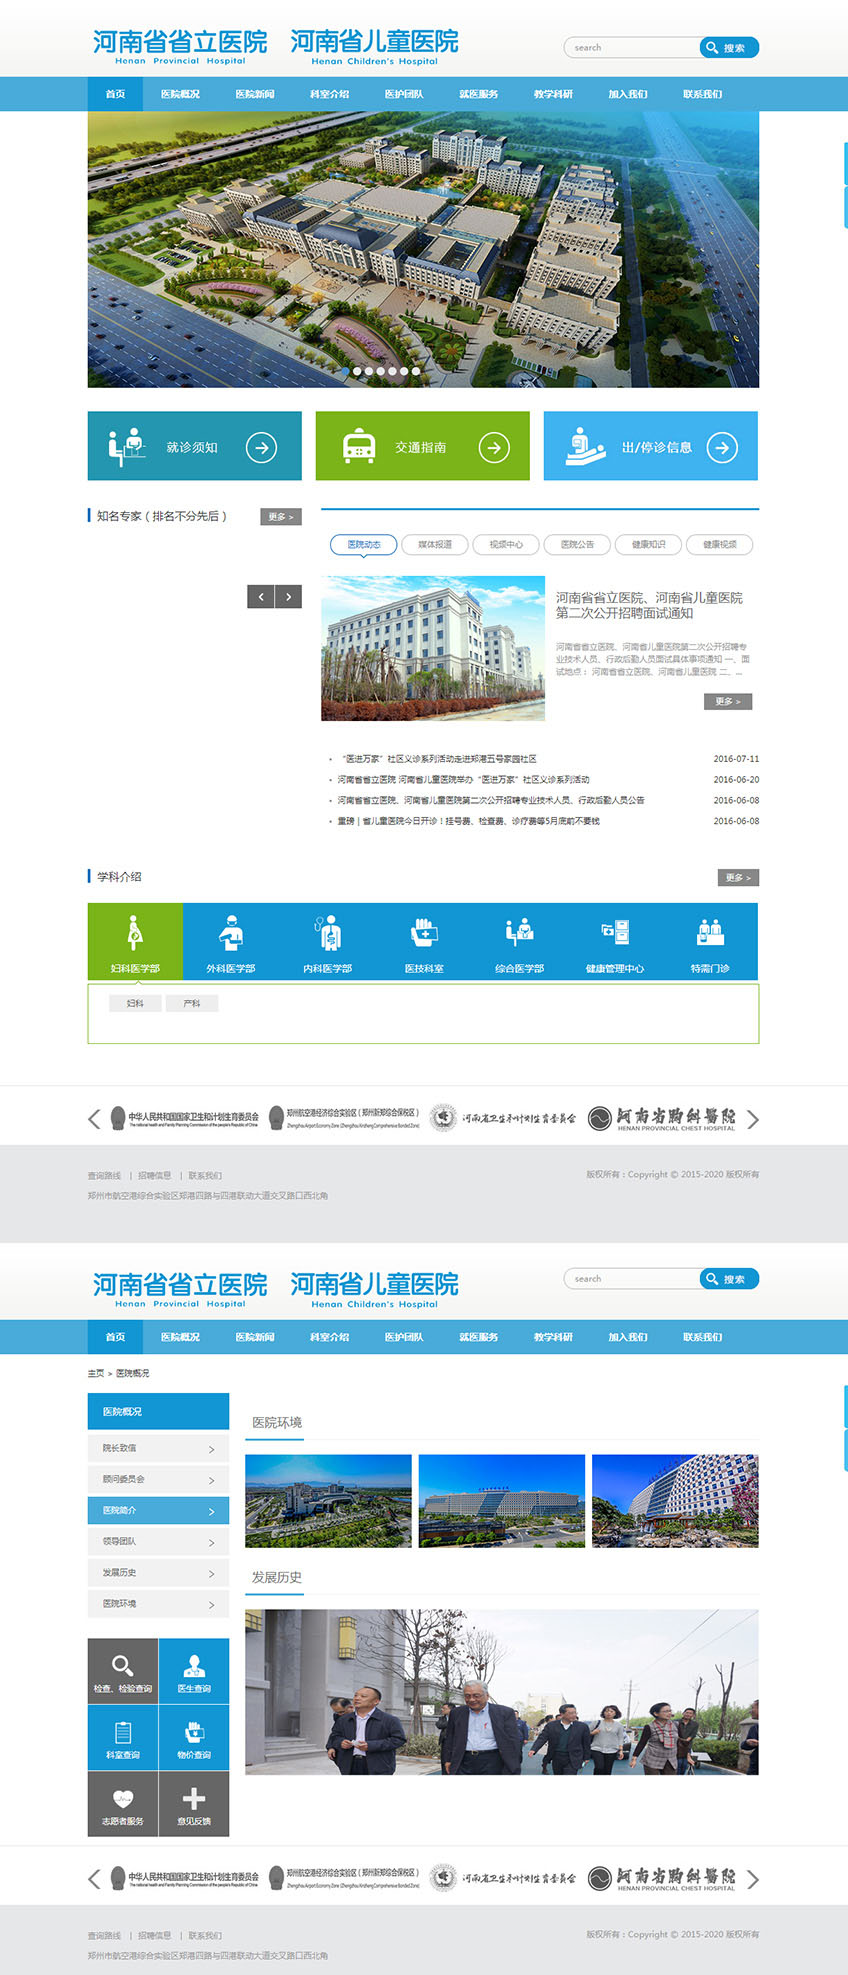 河南省省立医院 河南省儿童医院
Henan Provincial Hospital Henan Children's Hospital
search 搜索
首页 医院概况 医院新闻 科室介绍 医护团队 就医服务 教学科研 加入我们 联系我们
就诊须知 交通指南 出/停诊信息
知名专家（排名不分先后） 更多 >
医院动态 媒体报道 视频中心 医院公告 健康知识 健康视频
河南省省立医院、河南省儿童医院
第二次公开招聘面试通知
河南省省立医院、河南省儿童医院第二次公开招聘专
业技术人员、行政后勤人员面试具体事项通知 一、面
试地点： 河南省省立医院、河南省儿童医院 二、...
更多 >
“医进万家”社区义诊系列活动走进郑港五号家园社区 2016-07-11
河南省省立医院 河南省儿童医院举办“医进万家”社区义诊系列活动 2016-06-20
河南省省立医院、河南省儿童医院第二次公开招聘专业技术人员、行政后勤人员公告 2016-06-08
重磅 | 省儿童医院今日开诊！挂号费、检查费、诊疗费等5月底前不要钱 2016-06-08
学科介绍 更多 >
妇科医学部 外科医学部 内科医学部 医技科室 综合医学部 健康管理中心 特需门诊
妇科 产科
中华人民共和国国家卫生和计划生育委员会 郑州航空港经济综合实验区（郑州新郑综合保税区） 河南省卫生和计划生育委员会 河南省胸科医院
The national health and Family Planning Commission of the people's Republic of China Zhengzhou Airport Economy Zone (Zhengzhou Xinzheng Comprehensive Bonded Zone) HENAN PROVINCIAL CHEST HOSPITAL
查询路线 | 招聘信息 | 联系我们 版权所有：Copyright © 2015-2020 版权所有
郑州市航空港综合实验区郑港四路与四港联动大道交叉路口西北角
河南省省立医院 河南省儿童医院
Henan Provincial Hospital Henan Children's Hospital
search 搜索
首页 医院概况 医院新闻 科室介绍 医护团队 就医服务 教学科研 加入我们 联系我们
主页 > 医院概况
医院概况
院长致信
顾问委员会
医院简介
领导团队
发展历史
医院环境
医院环境
发展历史
检查、检验查询 医生查询
科室查询 物价查询
志愿者服务 意见反馈
中华人民共和国国家卫生和计划生育委员会 郑州航空港经济综合实验区（郑州新郑综合保税区） 河南省卫生和计划生育委员会 河南省胸科医院
The national health and Family Planning Commission of the people's Republic of China Zhengzhou Airport Economy Zone (Zhengzhou Xinzheng Comprehensive Bonded Zone) HENAN PROVINCIAL CHEST HOSPITAL
查询路线 | 招聘信息 | 联系我们 版权所有：Copyright © 2015-2020 版权所有
郑州市航空港综合实验区郑港四路与四港联动大道交叉路口西北角